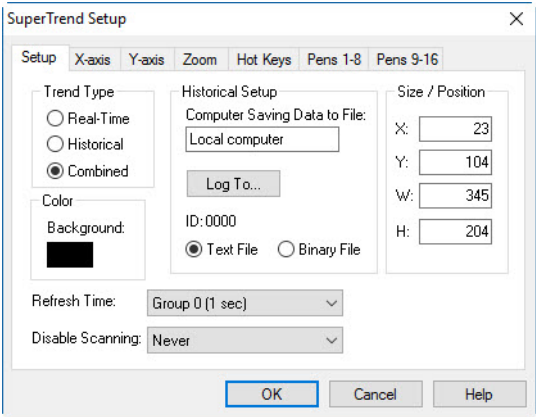 SuperTrend Setup
Setup X-axis Y-axis Zoom Hot Keys Pens 1-8 Pens 9-16
Trend Type
Real-Time
Historical
Combined
Color
Background:
Historical Setup
Computer Saving Data to File:
Local computer
Log To...
ID:0000
Text File Binary File
Size / Position
X: 23
Y: 104
W: 345
H: 204
Refresh Time: Group 0 (1 sec)
Disable Scanning: Never
OK Cancel Help